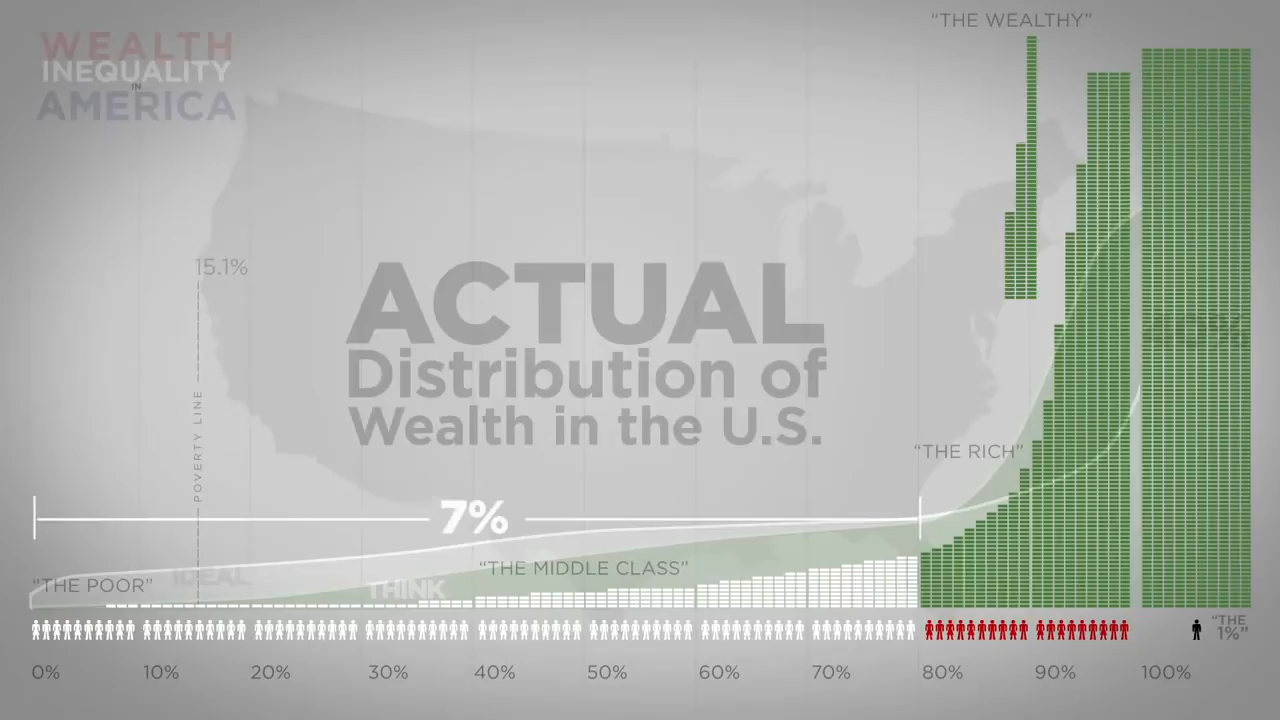 WEALTH
INEQUALITY
IN
AMERICA
“THE WEALTHY”
15.1%
POVERTY LINE
ACTUAL
Distribution of
Wealth in the U.S.
“THE RICH”
7%
“THE MIDDLE CLASS”
“THE POOR”
IDEAL
THINK
“THE
1%”
0% 10% 20% 30% 40% 50% 60% 70% 80% 90% 100%